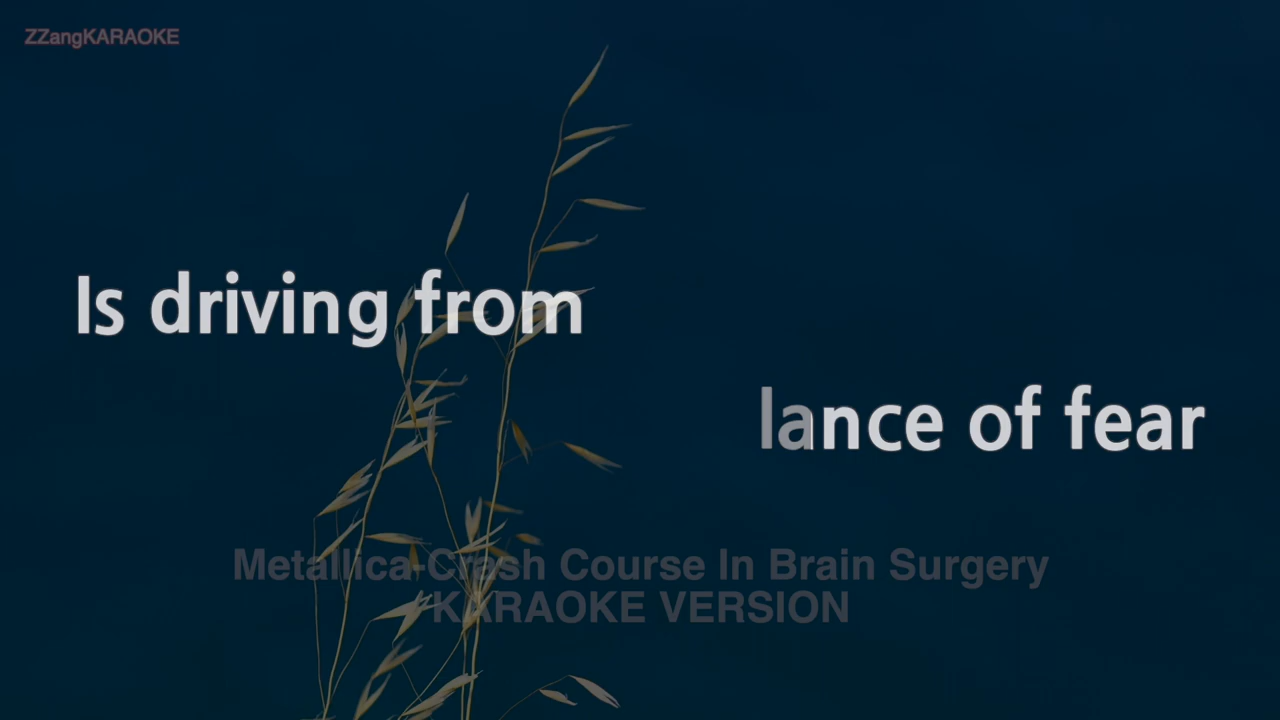 ZZangKARAOKE
Is driving from
lance of fear
Metallica-Crash Course In Brain Surgery
KARAOKE VERSION